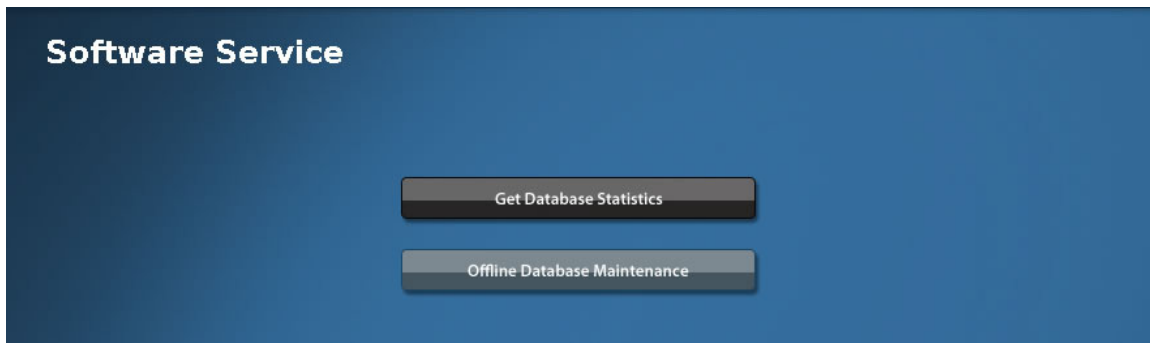 Software Service
Get Database Statistics
Offline Database Maintenance